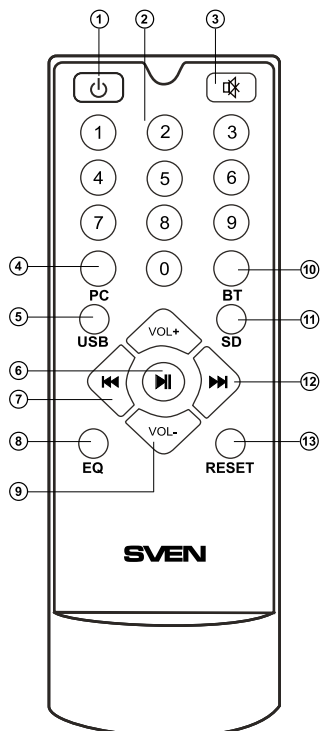 ① ② ③
1 2 3
4 5 6
7 8 9
④ 0 ⑩
PC BT
⑤ ⑪
USB SD
VOL+
⑥
⑦ ⑫
VOL-
⑧ ⑬
EQ RESET
⑨
SVEN